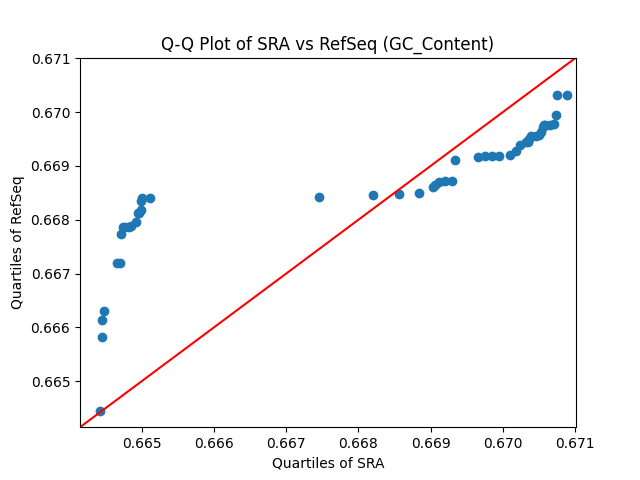 Q-Q Plot of SRA vs RefSeq (GC_Content)
0.671
0.670
0.669
0.668
0.667
0.666
0.665
Quartiles of RefSeq
0.665 0.666 0.667 0.668 0.669 0.670 0.671
Quartiles of SRA